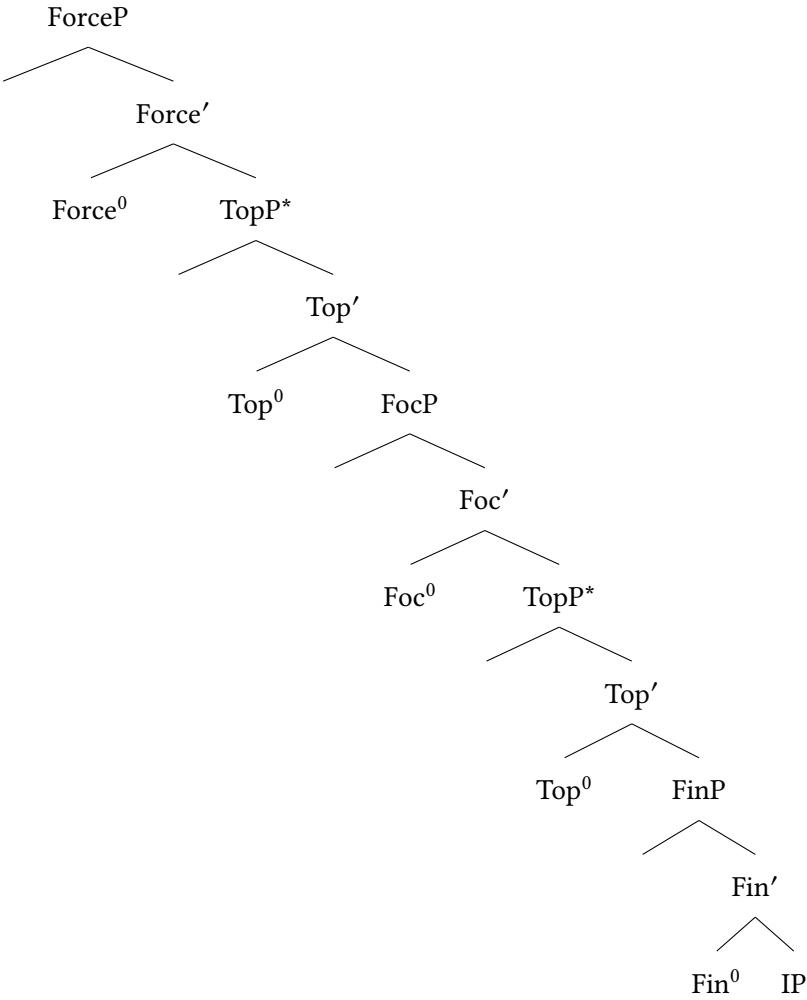 ForceP
Force′
Force⁰ TopP*
Top′
Top⁰ FocP
Foc′
Foc⁰ TopP*
Top′
Top⁰ FinP
Fin′
Fin⁰ IP